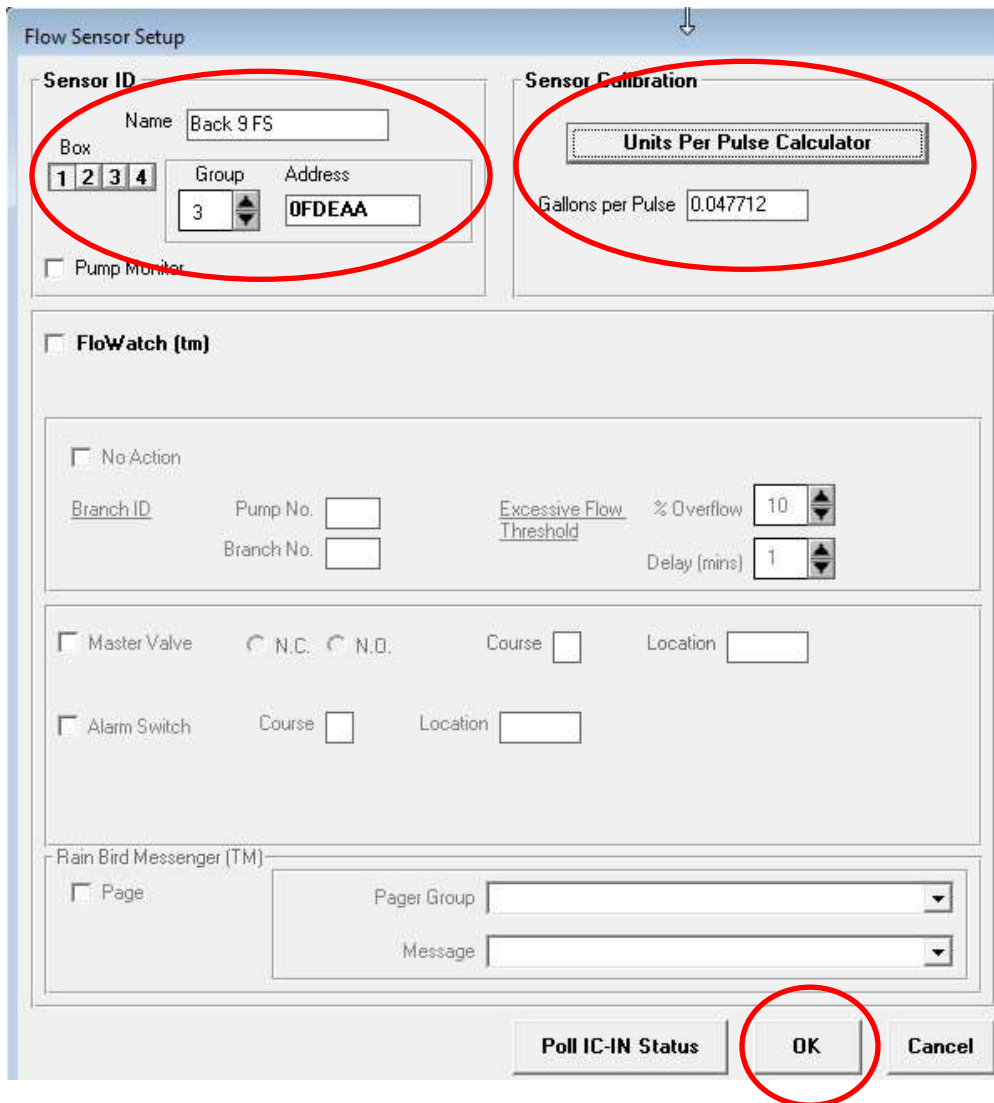 Flow Sensor Setup
Sensor ID
Name Back 9 FS
Box
1 2 3 4
Group Address
3 0FDEAA
Pump Monitor
Sensor Calibration
Units Per Pulse Calculator
Gallons per Pulse 0.047712
FloWatch (tm)
No Action
Branch ID Pump No.
Branch No.
Excessive Flow
Threshold
% Overflow 10
Delay (mins) 1
Master Valve N.C. N.O. Course Location
Alarm Switch Course Location
Rain Bird Messenger (TM)
Page
Pager Group
Message
Poll IC-IN Status OK Cancel